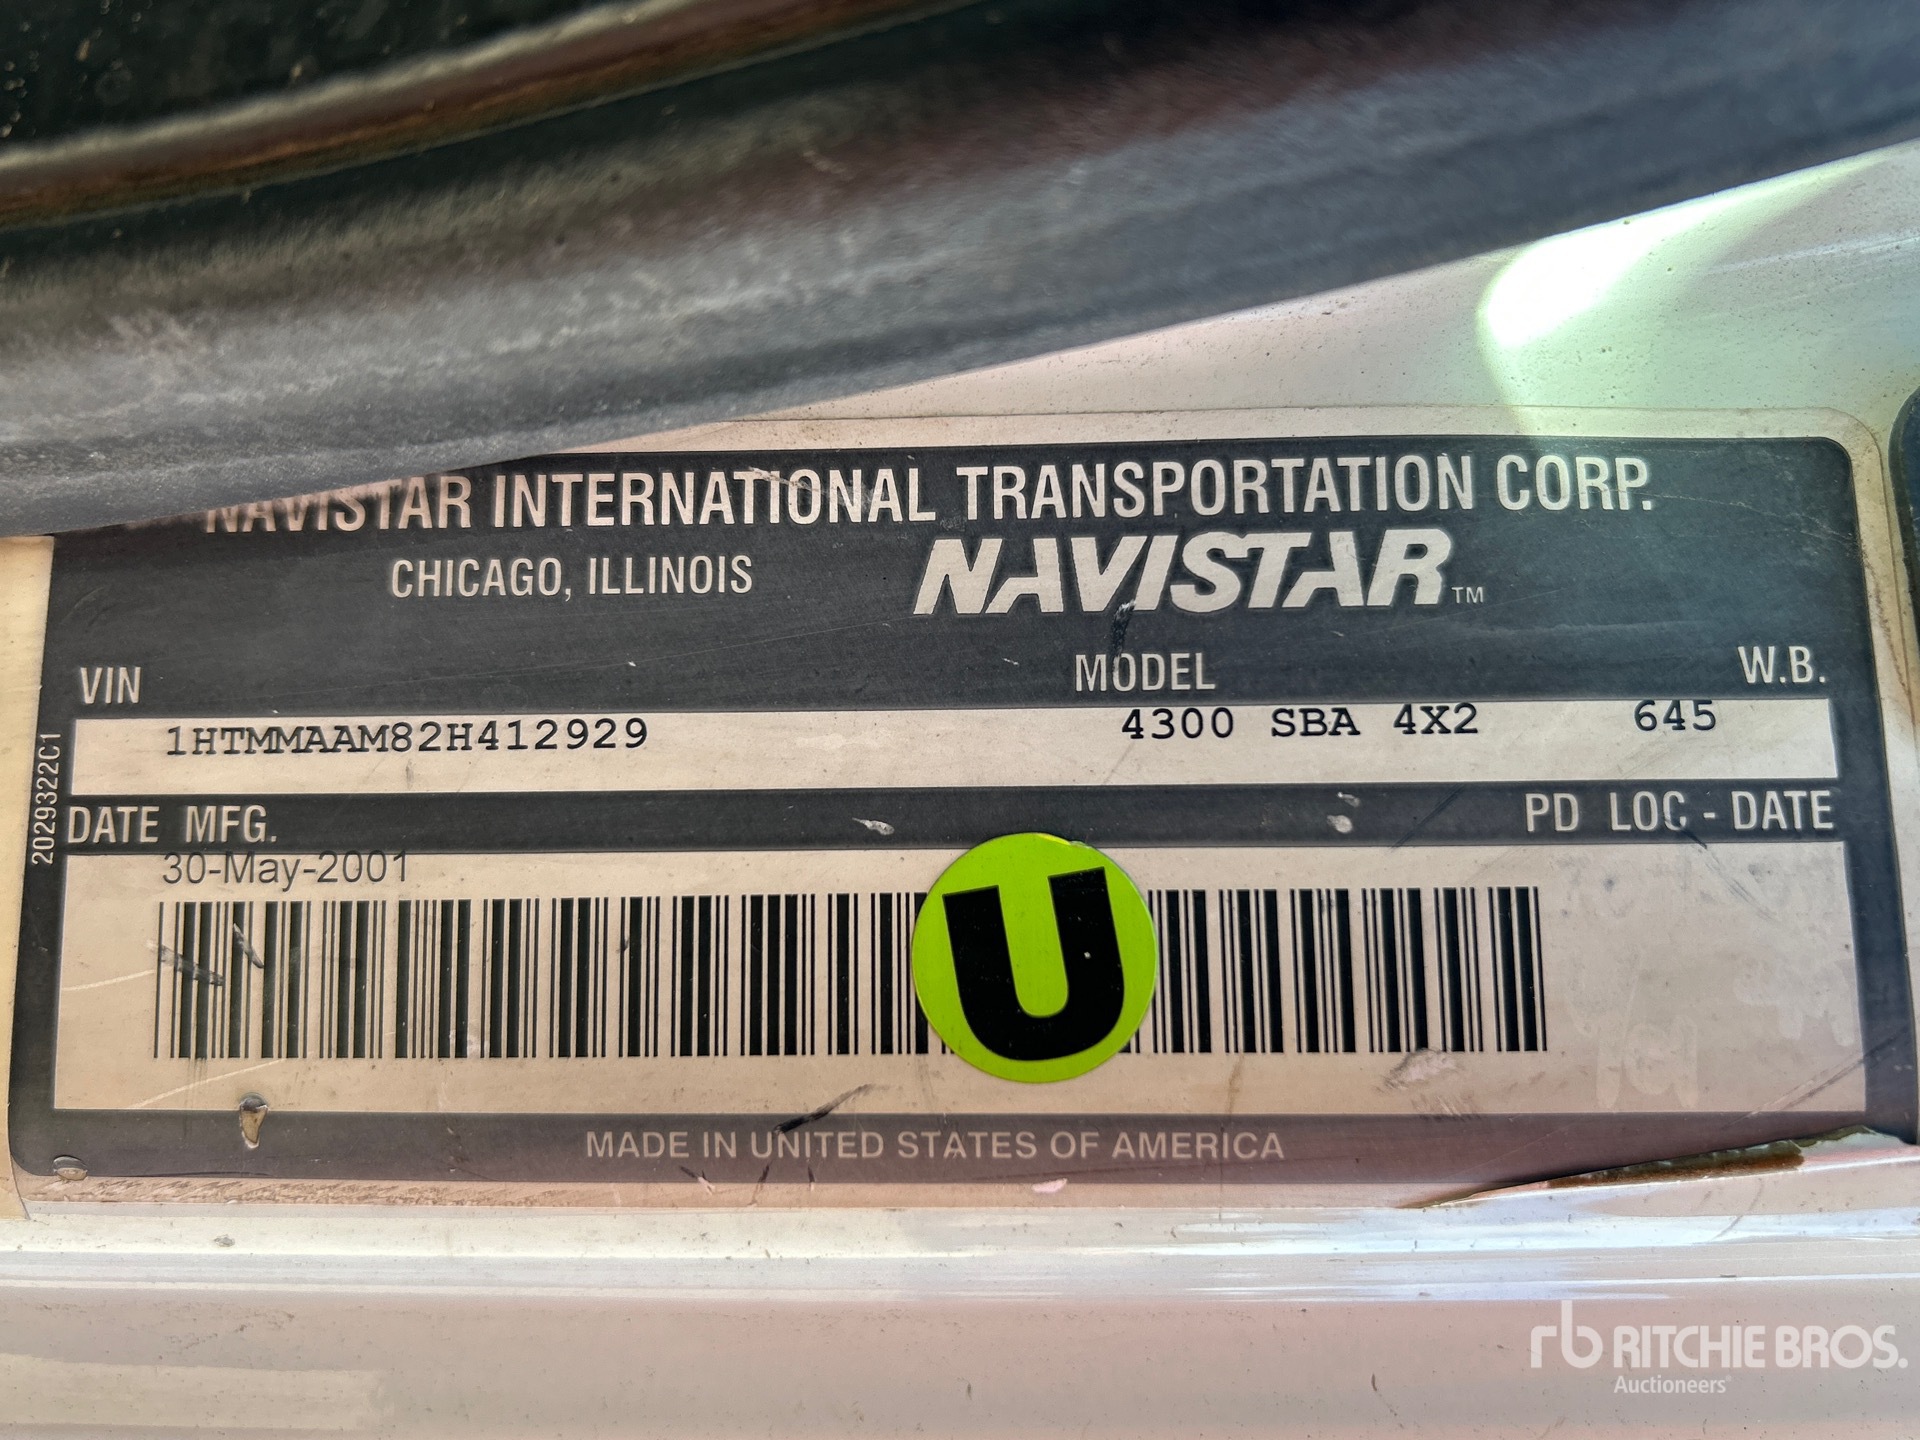 NAVISTAR INTERNATIONAL TRANSPORTATION CORP.
CHICAGO, ILLINOIS
NAVISTAR™
VIN
MODEL
W.B.
1HTMMAAM82H412929
4300 SBA 4X2
645
2029322C1
DATE MFG.
PD LOC - DATE
30-May-2001
U
MADE IN UNITED STATES OF AMERICA
rb RITCHIE BROS.
Auctioneers